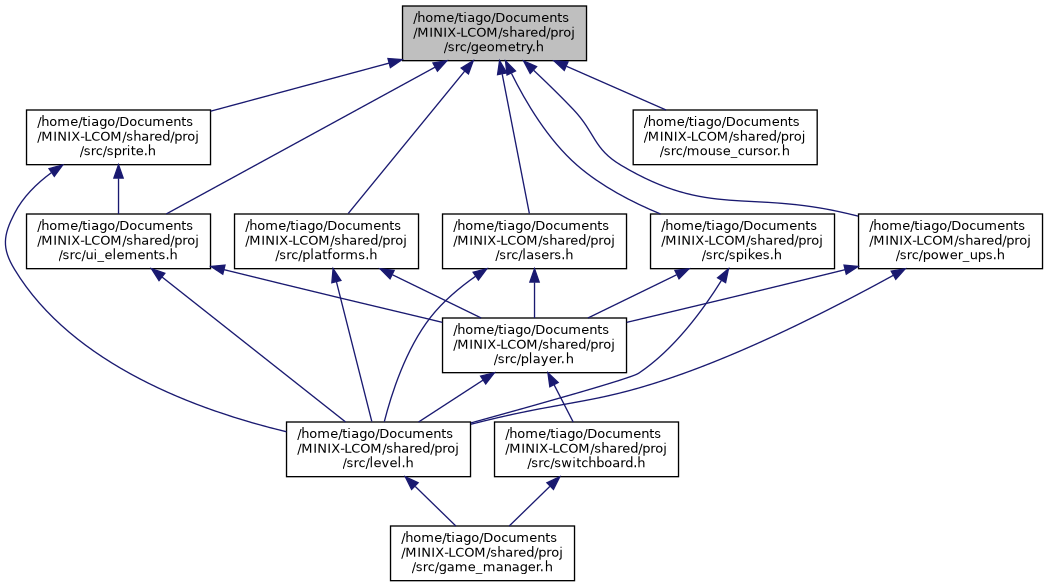 /home/tiago/Documents
/MINIX-LCOM/shared/proj
/src/geometry.h
/home/tiago/Documents
/MINIX-LCOM/shared/proj
/src/sprite.h
/home/tiago/Documents
/MINIX-LCOM/shared/proj
/src/mouse_cursor.h
/home/tiago/Documents
/MINIX-LCOM/shared/proj
/src/ui_elements.h
/home/tiago/Documents
/MINIX-LCOM/shared/proj
/src/platforms.h
/home/tiago/Documents
/MINIX-LCOM/shared/proj
/src/lasers.h
/home/tiago/Documents
/MINIX-LCOM/shared/proj
/src/spikes.h
/home/tiago/Documents
/MINIX-LCOM/shared/proj
/src/power_ups.h
/home/tiago/Documents
/MINIX-LCOM/shared/proj
/src/player.h
/home/tiago/Documents
/MINIX-LCOM/shared/proj
/src/level.h
/home/tiago/Documents
/MINIX-LCOM/shared/proj
/src/switchboard.h
/home/tiago/Documents
/MINIX-LCOM/shared/proj
/src/game_manager.h